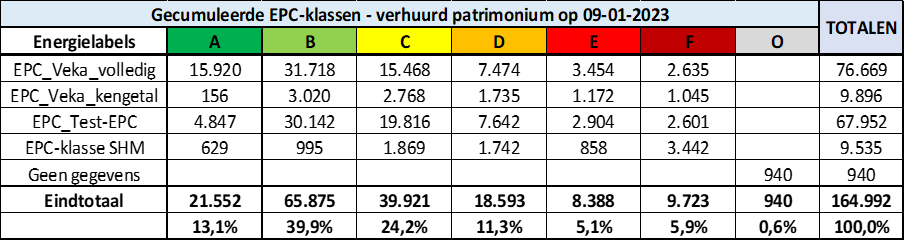 Gecumuleerde EPC-klassen - verhuurd patrimonium op 09-01-2023 TOTALEN
Energielabels A B C D E F O
EPC_Veka_volledig 15.920 31.718 15.468 7.474 3.454 2.635 76.669
EPC_Veka_kengetal 156 3.020 2.768 1.735 1.172 1.045 9.896
EPC_Test-EPC 4.847 30.142 19.816 7.642 2.904 2.601 67.952
EPC-klasse SHM 629 995 1.869 1.742 858 3.442 9.535
Geen gegevens 940 940
Eindtotaal 21.552 65.875 39.921 18.593 8.388 9.723 940 164.992
13,1% 39,9% 24,2% 11,3% 5,1% 5,9% 0,6% 100,0%